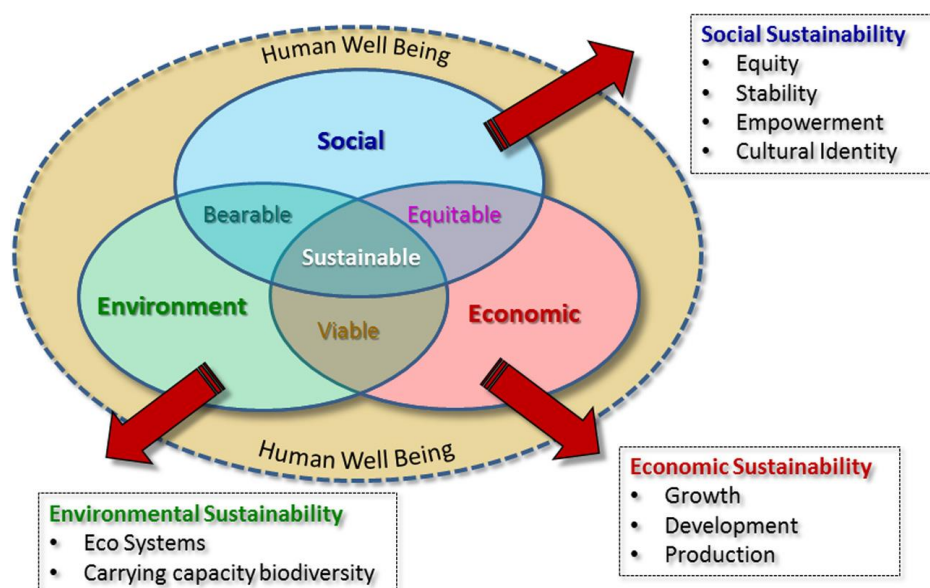 Human Well Being
Social
Bearable
Equitable
Sustainable
Environment
Economic
Viable
Human Well Being
Social Sustainability
• Equity
• Stability
• Empowerment
• Cultural Identity
Environmental Sustainability
• Eco Systems
• Carrying capacity biodiversity
Economic Sustainability
• Growth
• Development
• Production